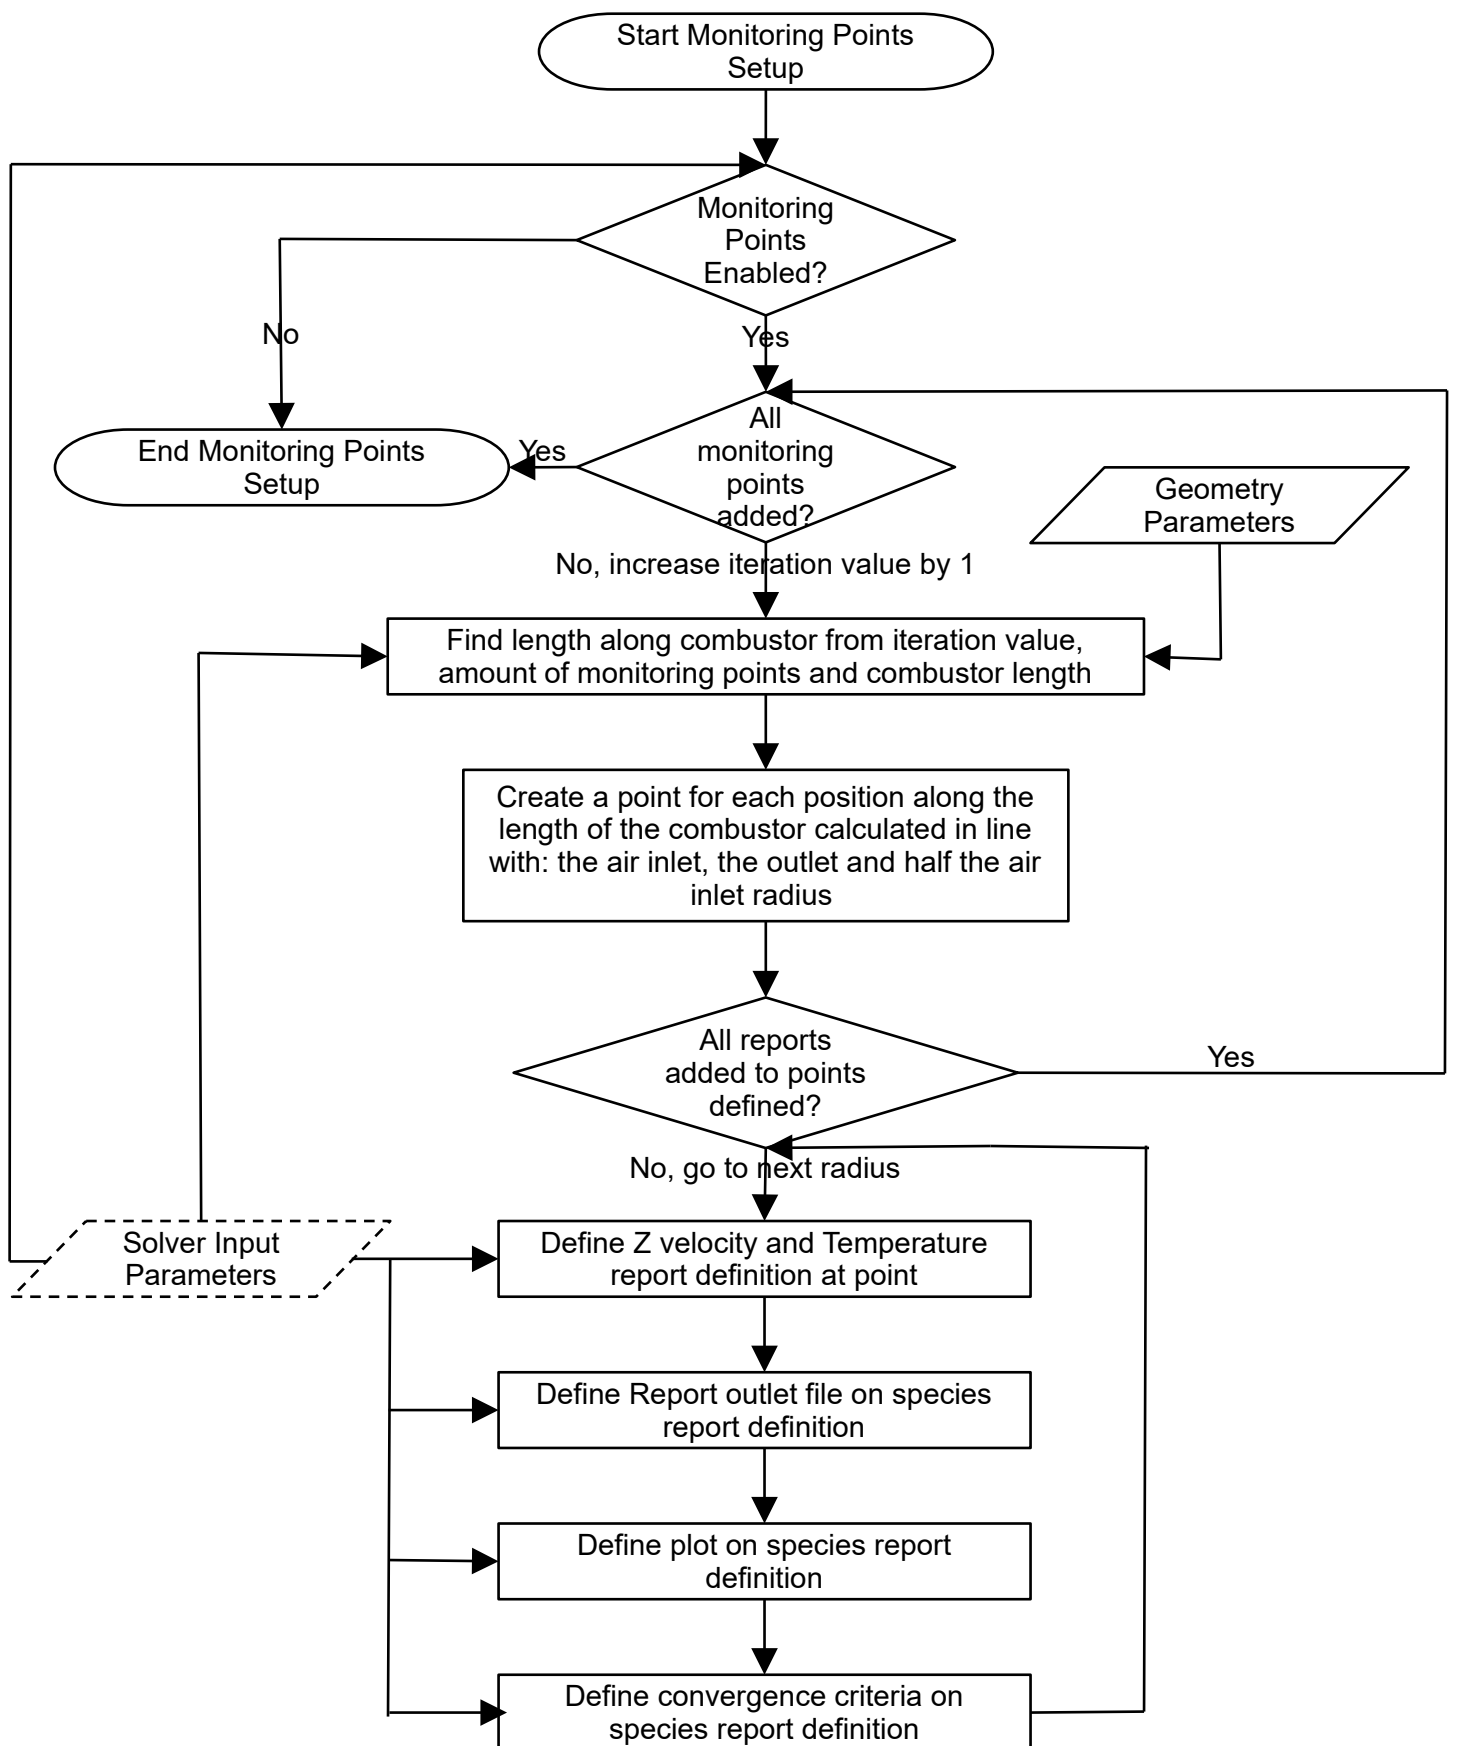 Start Monitoring Points
Setup
Monitoring
Points
Enabled?
No
Yes
All
monitoring
points
added?
End Monitoring Points
Setup
Yes
Geometry
Parameters
No, increase iteration value by 1
Find length along combustor from iteration value,
amount of monitoring points and combustor length
Create a point for each position along the
length of the combustor calculated in line
with: the air inlet, the outlet and half the air
inlet radius
All reports
added to points
defined?
Yes
No, go to next radius
Solver Input
Parameters
Define Z velocity and Temperature
report definition at point
Define Report outlet file on species
report definition
Define plot on species report
definition
Define convergence criteria on
species report definition